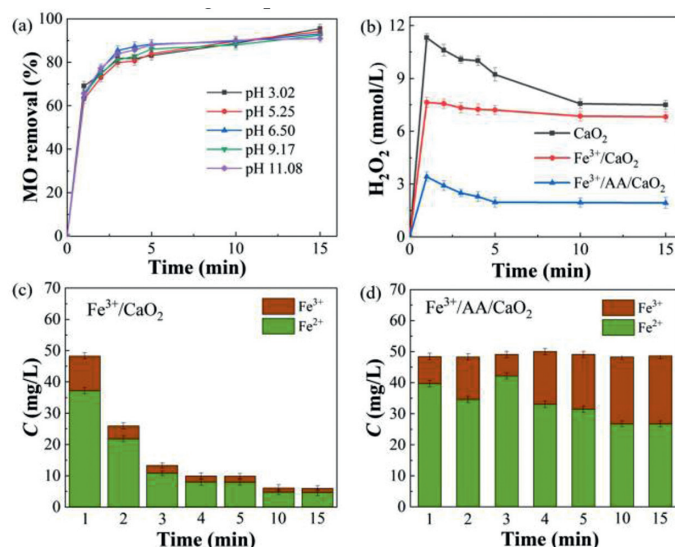 (a)
MO removal (%)
100
80
60
40
20
0
pH 3.02
pH 5.25
pH 6.50
pH 9.17
pH 11.08
0 5 10 15
Time (min)
(b)
H₂O₂ (mmol/L)
12
9
6
3
0
CaO₂
Fe³⁺/CaO₂
Fe³⁺/AA/CaO₂
0 5 10 15
Time (min)
(c)
Fe³⁺/CaO₂
Fe³⁺
Fe²⁺
C (mg/L)
70
60
50
40
30
20
10
0
1 2 3 4 5 10 15
Time (min)
(d)
Fe³⁺/AA/CaO₂
Fe³⁺
Fe²⁺
C (mg/L)
70
60
50
40
30
20
10
0
1 2 3 4 5 10 15
Time (min)